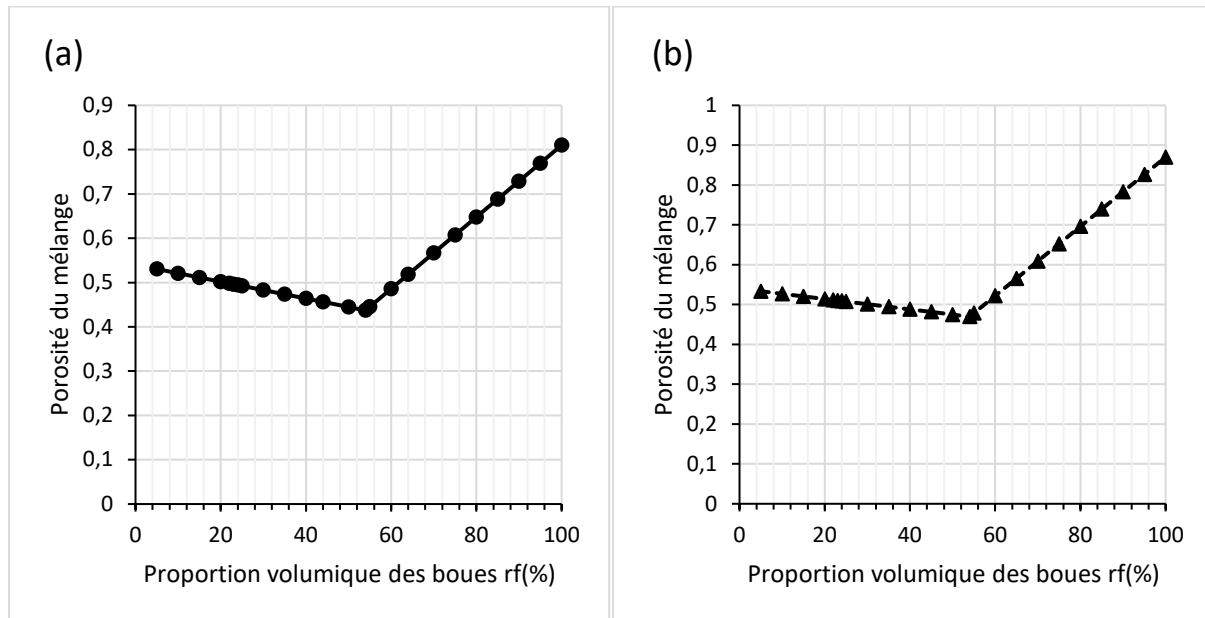 (a)
Porosité du mélange
0,9
0,8
0,7
0,6
0,5
0,4
0,3
0,2
0,1
0
0 20 40 60 80 100
Proportion volumique des boues rf(%)
(b)
Porosité du mélange
1
0,9
0,8
0,7
0,6
0,5
0,4
0,3
0,2
0,1
0
0 20 40 60 80 100
Proportion volumique des boues rf(%)